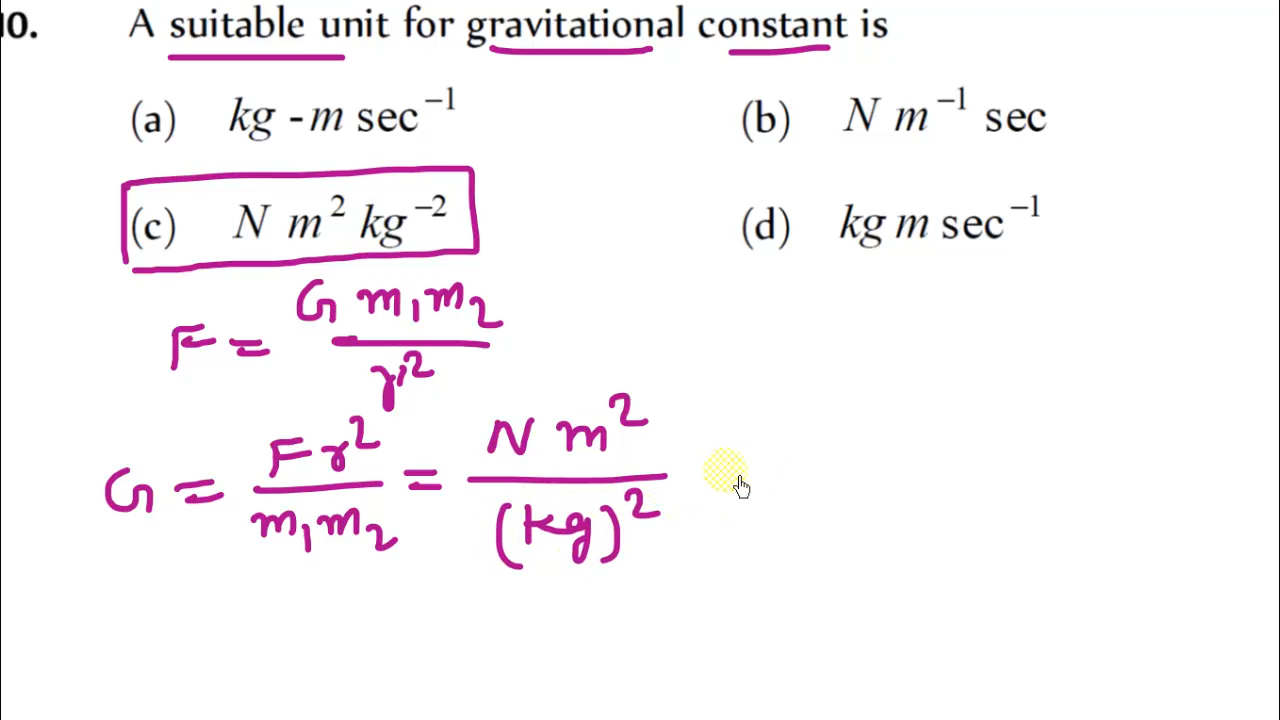 10. A suitable unit for gravitational constant is
(a) kg - m sec⁻¹ (b) N m⁻¹ sec
(c) N m² kg⁻² (d) kg m sec⁻¹
F = G m₁m₂ / r²
G = F r² / m₁m₂ = N m² / (kg)²